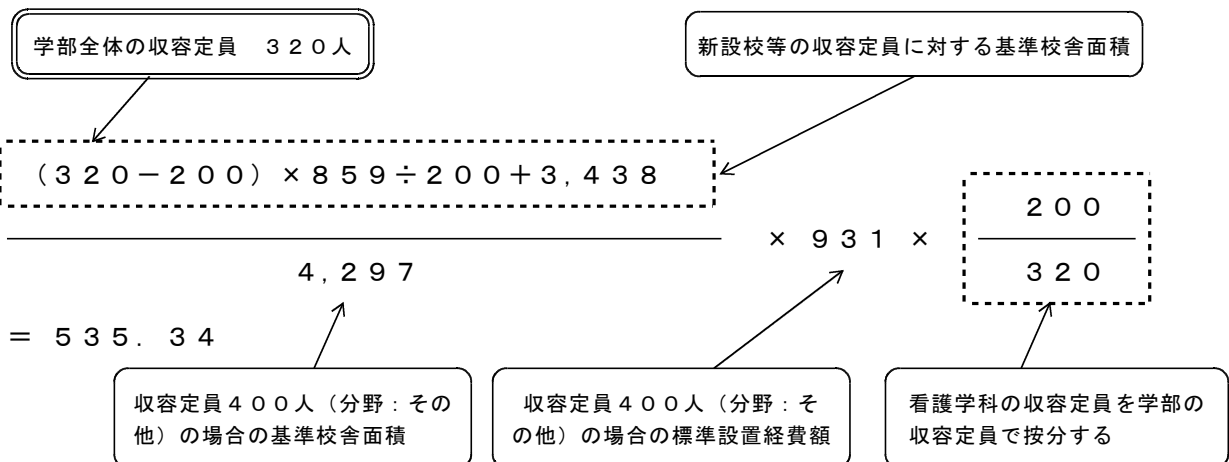 学部全体の収容定員　３２０人
新設校等の収容定員に対する基準校舎面積
（３２０－２００）×８５９÷２００＋３,４３８
４,２９７
× ９３１ ×
２００
３２０
＝ ５３５. ３４
収容定員４００人（分野：その
他）の場合の基準校舎面積
収容定員４００人（分野：そ
の他）の場合の標準設置経費額
看護学科の収容定員を学部の
収容定員で按分する